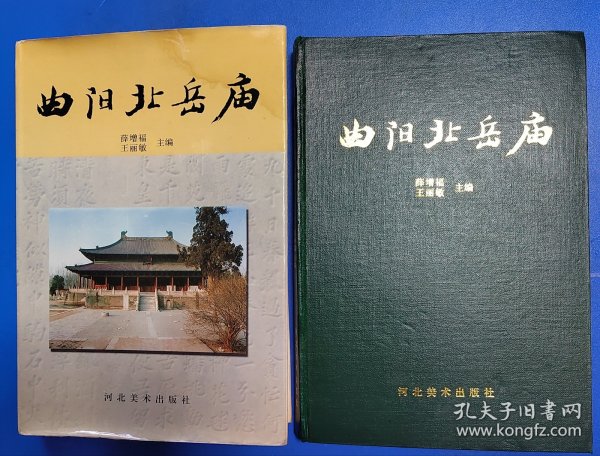 曲阳北岳庙
薛增福
王丽敏 主编
河北美术出版社
曲阳北岳庙
薛增福
王丽敏 主编
河北美术出版社
孔夫子旧书网
www.kongfz.com